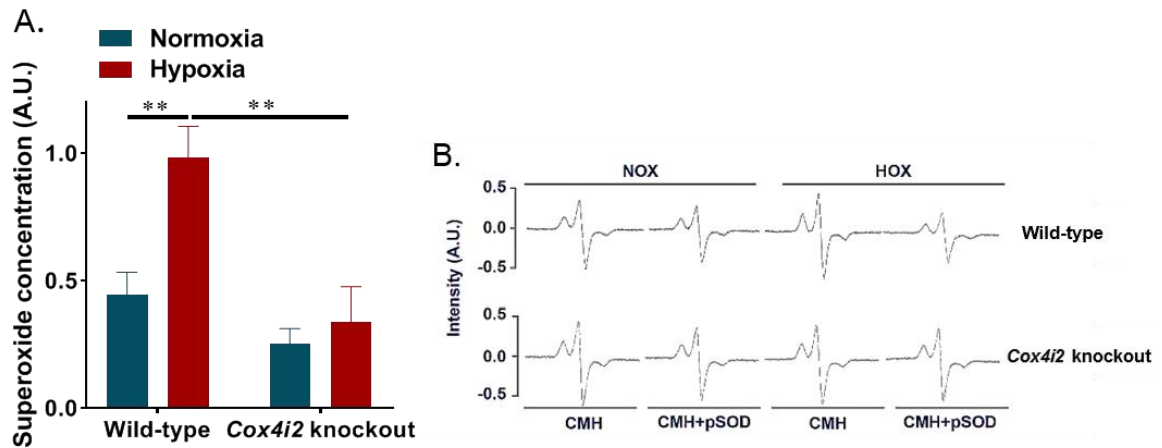 A.
Normoxia
Hypoxia
Superoxide concentration (A.U.)
1.0
0.5
0.0
** **
Wild-type Cox4i2 knockout
B.
NOX HOX
Intensity (A.U.)
0.5
0.0
-0.5
Wild-type
0.5
0.0
-0.5
Cox4i2 knockout
CMH CMH+pSOD CMH CMH+pSOD